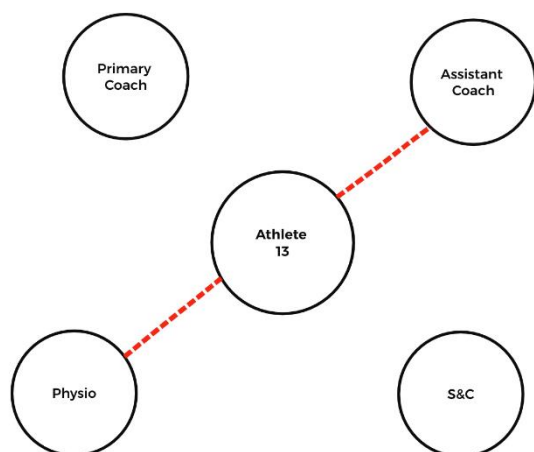 Primary
Coach
Assistant
Coach
Athlete
13
Physio
S&C